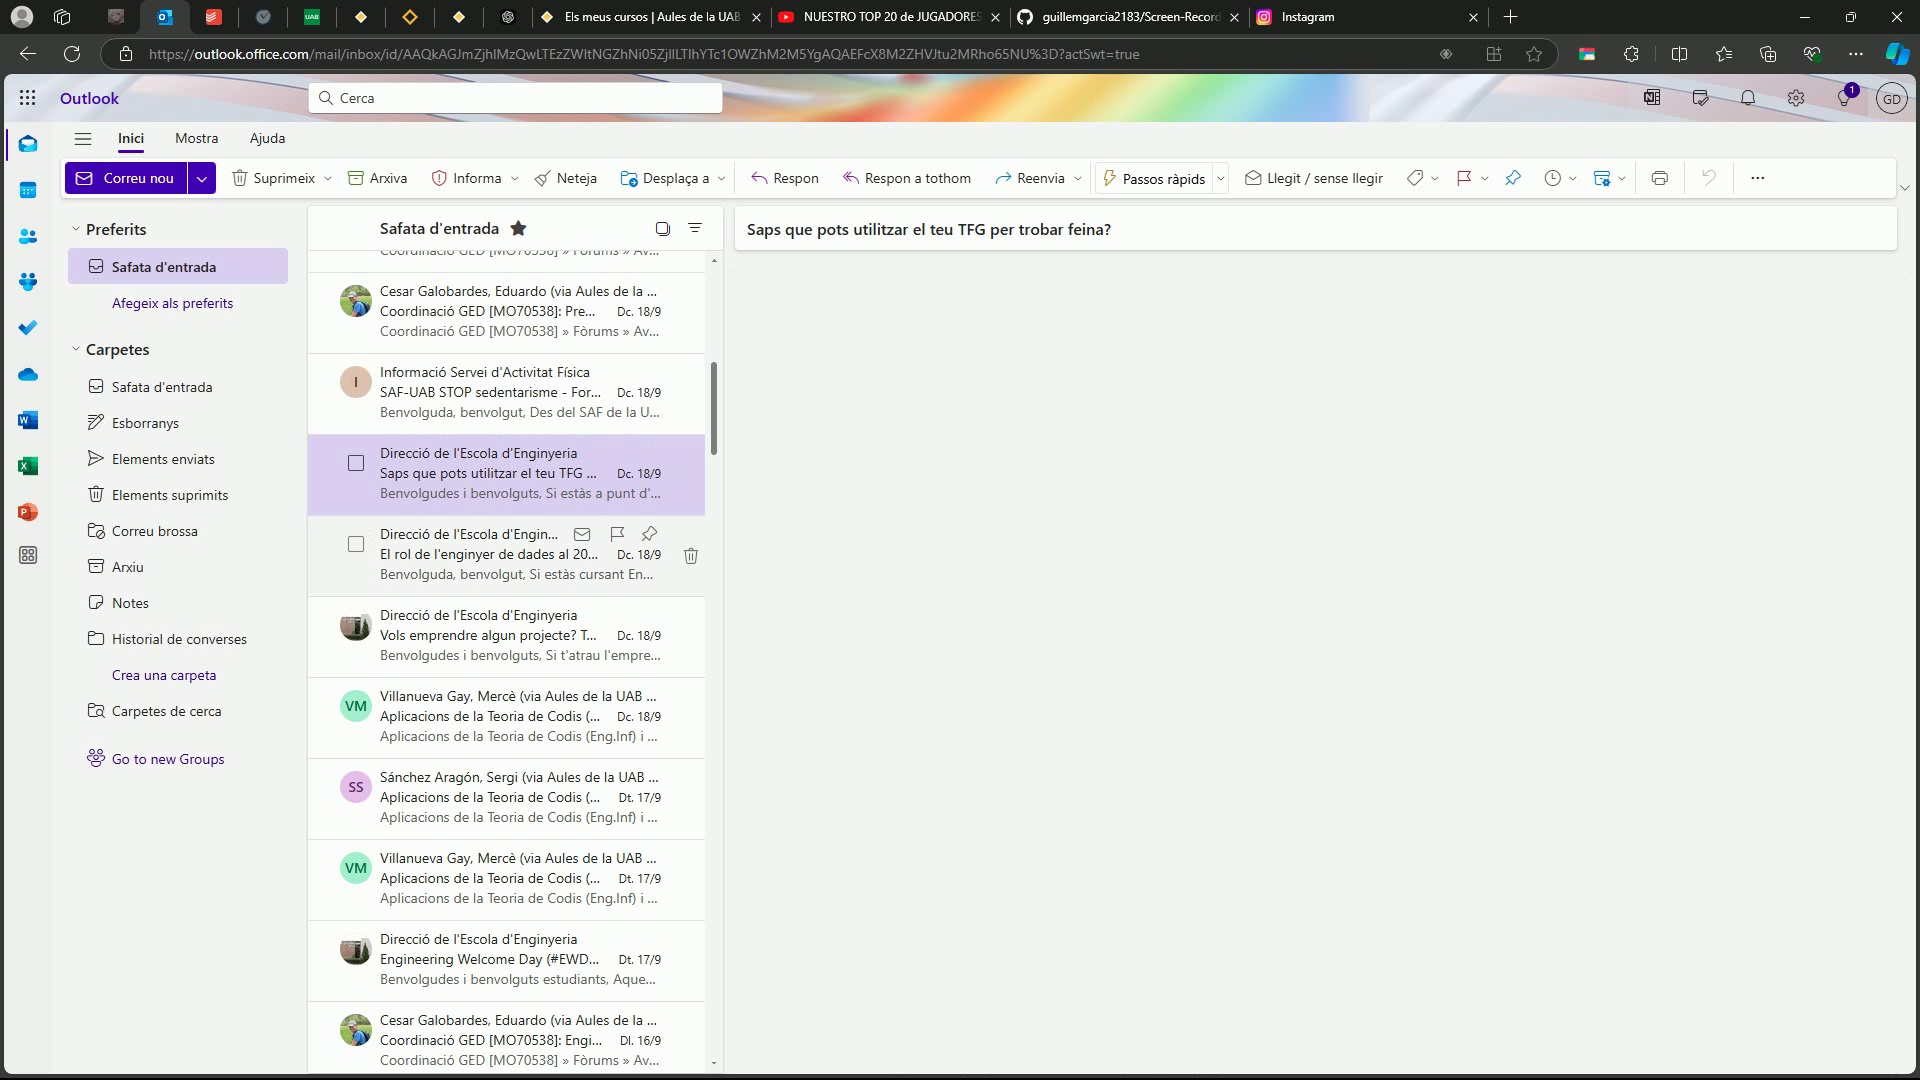 Els meus cursos | Aules de la UAB
NUESTRO TOP 20 de JUGADORES
guillemgarcia2183/Screen-Record
Instagram
Outlook
Cerca
GD
1
Inici
Mostra
Ajuda
Correu nou
Suprimeix
Arxiva
Informa
Neteja
Desplaça a
Respon
Respon a tothom
Reenvia
Passos ràpids
Llegit / sense llegir
Preferits
Safata d'entrada
Afegeix als preferits
Carpetes
Safata d'entrada
Esborranys
Elements enviats
Elements suprimits
Correu brossa
Arxiu
Notes
Historial de converses
Crea una carpeta
Carpetes de cerca
Go to new Groups
Safata d'entrada
Coordinació GED [MO70538] » Fòrums » Av...
Cesar Galobardes, Eduardo (via Aules de la ...
Coordinació GED [MO70538]: Pre... Dc. 18/9
Coordinació GED [MO70538] » Fòrums » Av...
I
Informació Servei d'Activitat Física
SAF-UAB STOP sedentarisme - For... Dc. 18/9
Benvolguda, benvolgut, Des del SAF de la U...
Direcció de l'Escola d'Enginyeria
Saps que pots utilitzar el teu TFG ... Dc. 18/9
Benvolgudes i benvolguts, Si estàs a punt d'...
Direcció de l'Escola d'Engin...
El rol de l'enginyer de dades al 20... Dc. 18/9
Benvolguda, benvolgut, Si estàs cursant En...
Direcció de l'Escola d'Enginyeria
Vols emprendre algun projecte? T... Dc. 18/9
Benvolgudes i benvolguts, Si t'atrau l'empre...
VM
Villanueva Gay, Mercè (via Aules de la UAB ...
Aplicacions de la Teoria de Codis (... Dc. 18/9
Aplicacions de la Teoria de Codis (Eng.Inf) i ...
SS
Sánchez Aragón, Sergi (via Aules de la UAB ...
Aplicacions de la Teoria de Codis (... Dt. 17/9
Aplicacions de la Teoria de Codis (Eng.Inf) i ...
VM
Villanueva Gay, Mercè (via Aules de la UAB ...
Aplicacions de la Teoria de Codis (... Dt. 17/9
Aplicacions de la Teoria de Codis (Eng.Inf) i ...
Direcció de l'Escola d'Enginyeria
Engineering Welcome Day (#EWD... Dt. 17/9
Benvolgudes i benvolguts estudiants, Aque...
Cesar Galobardes, Eduardo (via Aules de la ...
Coordinació GED [MO70538]: Engi... Dl. 16/9
Coordinació GED [MO70538] » Fòrums » Av...
Saps que pots utilitzar el teu TFG per trobar feina?